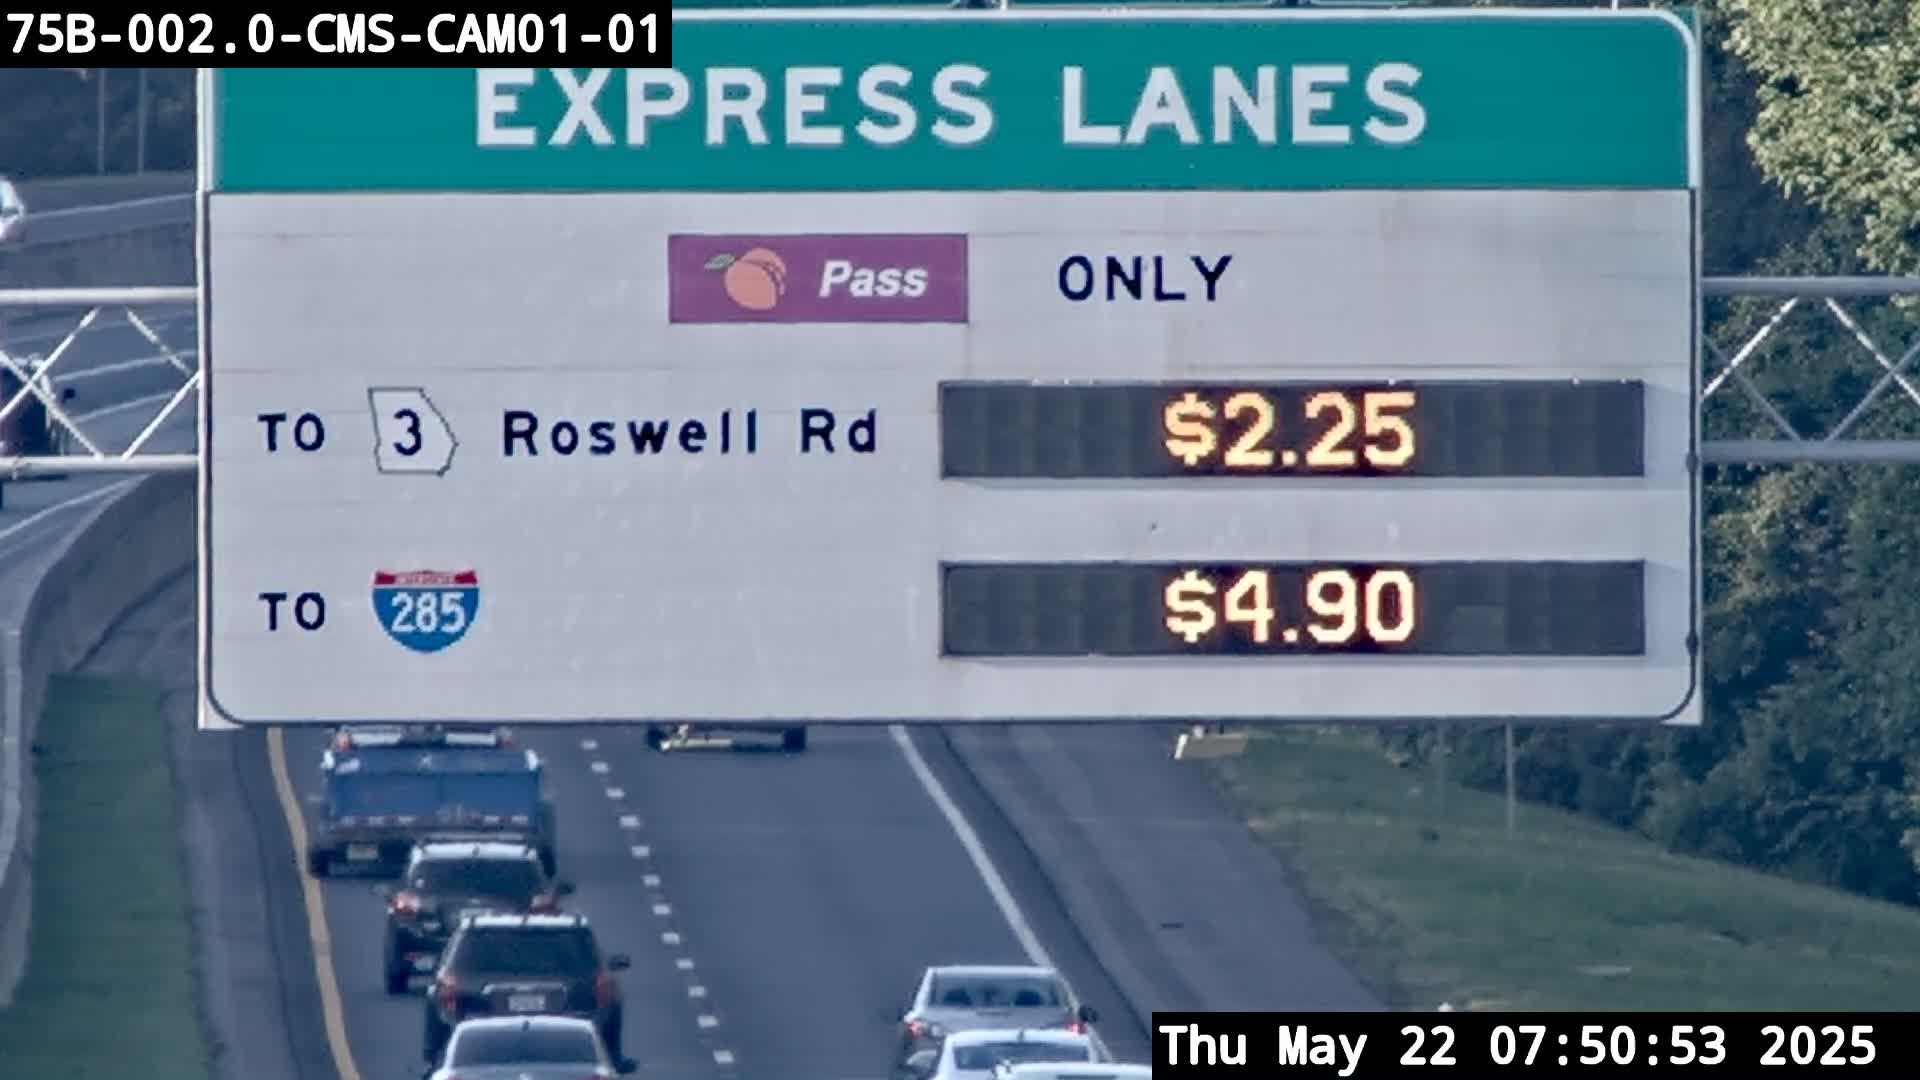 75B-002.0-CMS-CAM01-01
EXPRESS LANES
Pass ONLY
TO 3 Roswell Rd $2.25
TO 285 $4.90
Thu May 22 07:50:53 2025